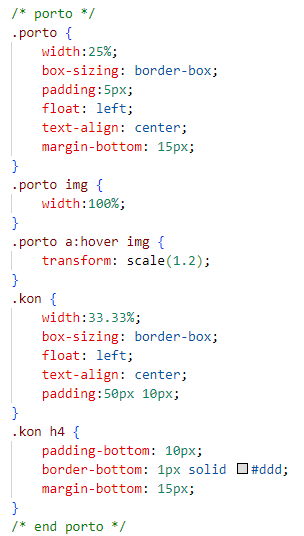 /* porto */
.porto {
    width:25%;
    box-sizing: border-box;
    padding:5px;
    float: left;
    text-align: center;
    margin-bottom: 15px;
}
.porto img {
    width:100%;
}
.porto a:hover img {
    transform: scale(1.2);
}
.kon {
    width:33.33%;
    box-sizing: border-box;
    float: left;
    text-align: center;
    padding:50px 10px;
}
.kon h4 {
    padding-bottom: 10px;
    border-bottom: 1px solid #ddd;
    margin-bottom: 15px;
}
/* end porto */